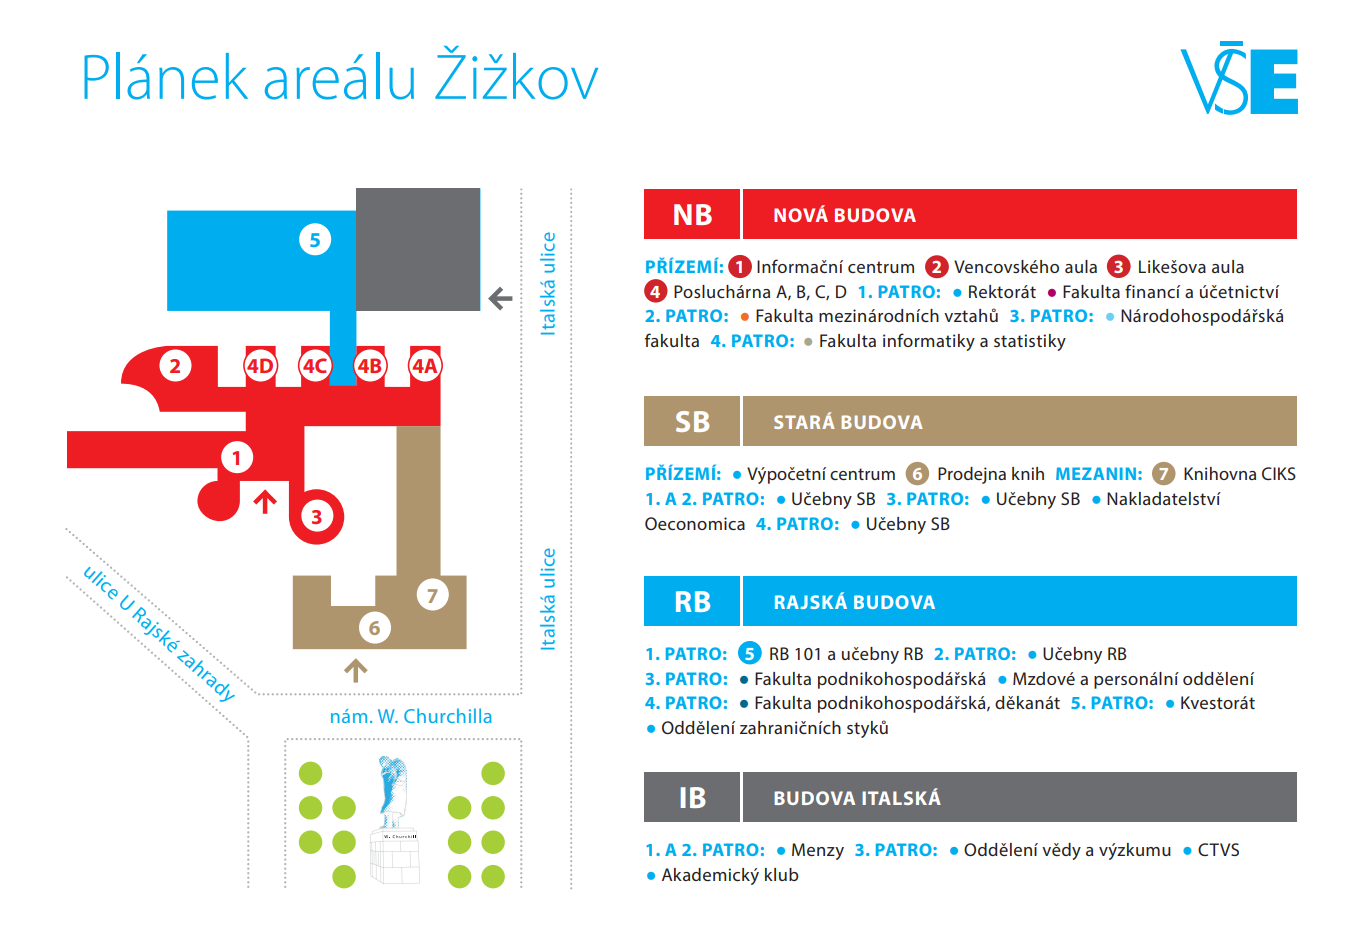 Plánek areálu Žižkov
VŠE
5
Italská ulice
2
4D
4C
4B
4A
1
3
7
6
Italská ulice
ulice U Rajské zahrady
nám. W. Churchilla
W. Churchill
NB NOVÁ BUDOVA
PŘÍZEMÍ: 1 Informační centrum 2 Vencovského aula 3 Likešova aula
4 Posluchárna A, B, C, D 1. PATRO: • Rektorát • Fakulta financí a účetnictví
2. PATRO: • Fakulta mezinárodních vztahů 3. PATRO: • Národohospodářská
fakulta 4. PATRO: • Fakulta informatiky a statistiky
SB STARÁ BUDOVA
PŘÍZEMÍ: • Výpočetní centrum 6 Prodejna knih MEZANIN: 7 Knihovna CIKS
1. A 2. PATRO: • Učebny SB 3. PATRO: • Učebny SB • Nakladatelství
Oeconomica 4. PATRO: • Učebny SB
RB RAJSKÁ BUDOVA
1. PATRO: 5 RB 101 a učebny RB 2. PATRO: • Učebny RB
3. PATRO: • Fakulta podnikohospodářská • Mzdové a personální oddělení
4. PATRO: • Fakulta podnikohospodářská, děkanát 5. PATRO: • Kvestorát
• Oddělení zahraničních styků
IB BUDOVA ITALSKÁ
1. A 2. PATRO: • Menzy 3. PATRO: • Oddělení vědy a výzkumu • CTVS
• Akademický klub